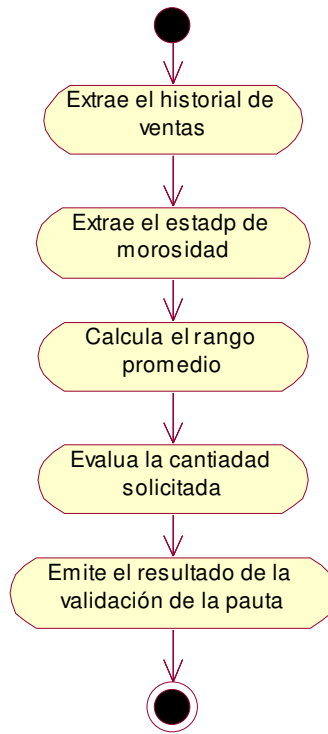 Extrae el historial de
ventas
Extrae el estadp de
morosidad
Calcula el rango
promedio
Evalua la cantiadad
solicitada
Emite el resultado de la
validación de la pauta